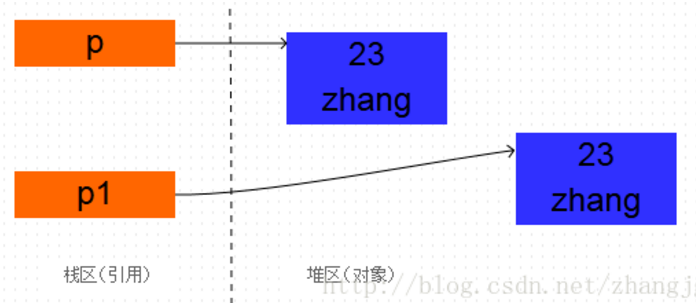 p
23
zhang
p1
23
zhang
栈区(引用)
堆区(对象)
http://blog.csdn.net/zhangj